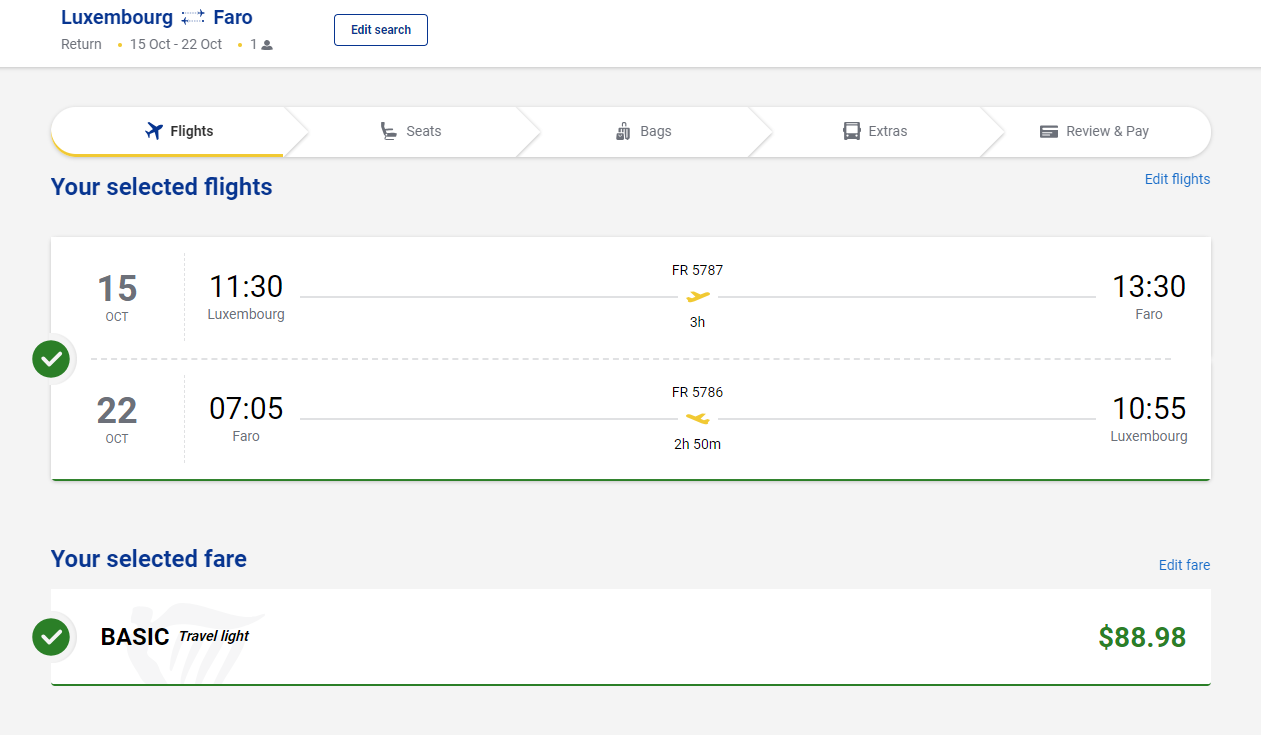 Luxembourg Faro
Return • 15 Oct - 22 Oct • 1
Edit search
Flights
Seats
Bags
Extras
Review & Pay
Your selected flights
Edit flights
15
OCT
11:30
Luxembourg
FR 5787
3h
13:30
Faro
22
OCT
07:05
Faro
FR 5786
2h 50m
10:55
Luxembourg
Your selected fare
Edit fare
BASIC Travel light
$88.98